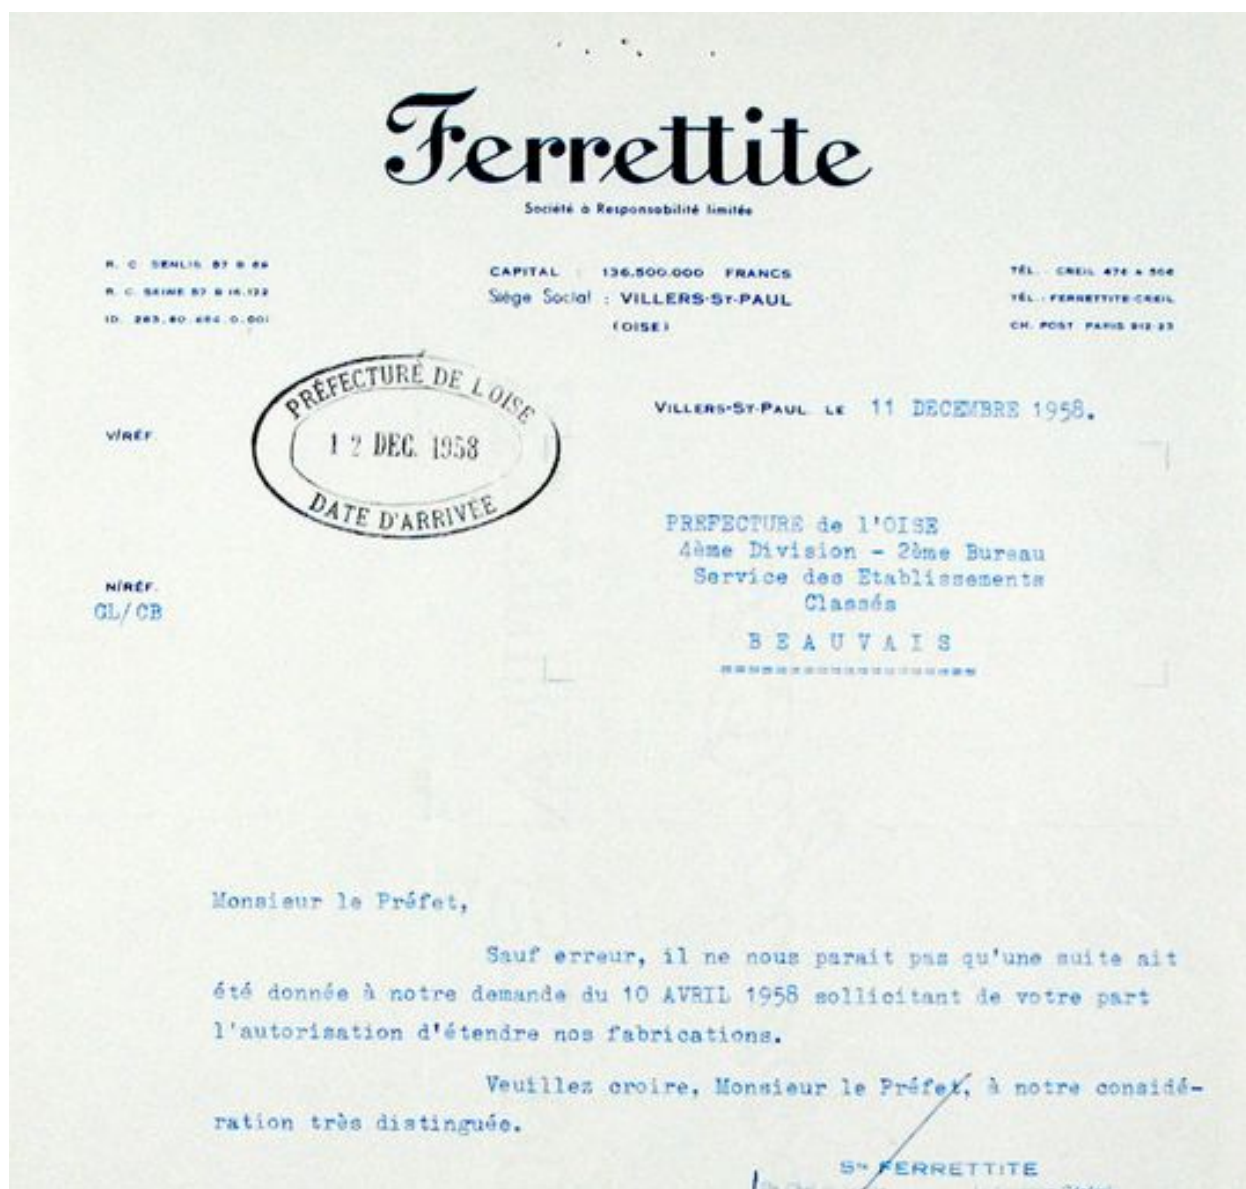 Ferrettite
Société à Responsabilité limitée
R. C. SENLIS 57 B 69
R. C. SEINE 57 B 16.122
CAPITAL : 136.500.000 FRANCS
Siège Social : VILLERS-ST-PAUL
(OISE)
TÉL. : CREIL 474 & 504
TÉL. : FERRETTITE-CREIL
CH. POST. PARIS 912-23
PRÉFECTURE DE L'OISE
12 DEC. 1958
DATE D'ARRIVÉE
VILLERS-ST-PAUL, LE 11 DECEMBRE 1958.
V/RÉF.
PREFECTURE de l'OISE
4ème Division - 2ème Bureau
Service des Etablissements
Classés
B E A U V A I S
N/RÉF.
GL/CB
Monsieur le Préfet,
Sauf erreur, il ne nous parait pas qu'une suite ait
été donnée à notre demande du 10 AVRIL 1958 sollicitant de votre part
l'autorisation d'étendre nos fabrications.
Veuillez croire, Monsieur le Préfet, à notre considé-
ration très distinguée.
Sté FERRETTITE